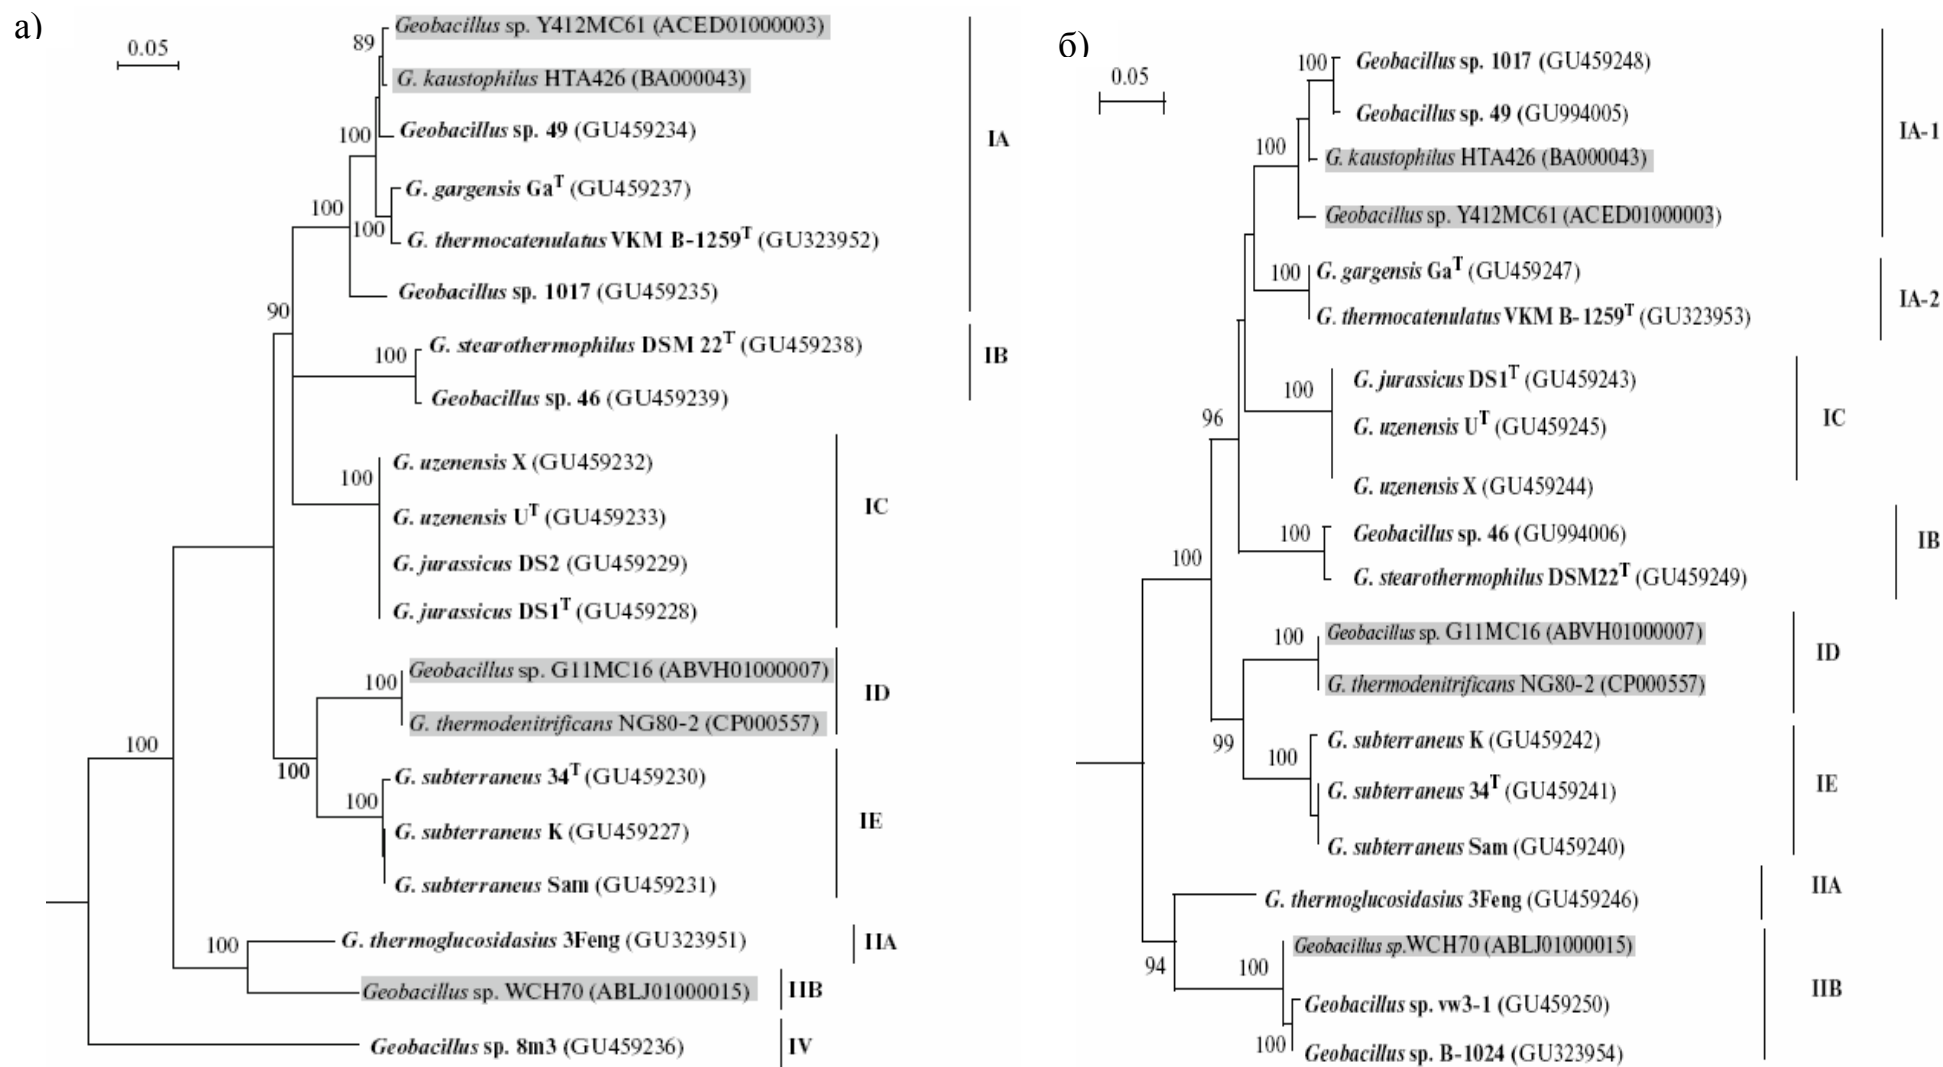 а)
0.05
Geobacillus sp. Y412MC61 (ACED01000003)
89
G. kaustophilus HTA426 (BA000043)
100
Geobacillus sp. 49 (GU459234)
IA
G. gargensis Ga^T (GU459237)
100
100
G. thermocatenulatus VKM B-1259^T (GU323952)
Geobacillus sp. 1017 (GU459235)
90
G. stearothermophilus DSM 22^T (GU459238)
100
IB
Geobacillus sp. 46 (GU459239)
G. uzenensis X (GU459232)
100
G. uzenensis U^T (GU459233)
IC
G. jurassicus DS2 (GU459229)
G. jurassicus DS1^T (GU459228)
Geobacillus sp. G11MC16 (ABVH01000007)
100
ID
G. thermodenitrificans NG80-2 (CP000557)
100
100
G. subterraneus 34^T (GU459230)
100
IE
G. subterraneus K (GU459227)
G. subterraneus Sam (GU459231)
100
G. thermoglucosidasius 3Feng (GU323951)
IIA
Geobacillus sp. WCH70 (ABLJ01000015)
IIB
Geobacillus sp. 8m3 (GU459236)
IV
б)
0.05
100
Geobacillus sp. 1017 (GU459248)
Geobacillus sp. 49 (GU994005)
IA-1
100
G. kaustophilus HTA426 (BA000043)
Geobacillus sp. Y412MC61 (ACED01000003)
100
G. gargensis Ga^T (GU459247)
IA-2
G. thermocatenulatus VKM B-1259^T (GU323953)
G. jurassicus DS1^T (GU459243)
100
IC
96
G. uzenensis U^T (GU459245)
G. uzenensis X (GU459244)
100
Geobacillus sp. 46 (GU994006)
IB
100
G. stearothermophilus DSM22^T (GU459249)
Geobacillus sp. G11MC16 (ABVH01000007)
100
ID
G. thermodenitrificans NG80-2 (CP000557)
99
G. subterraneus K (GU459242)
100
IE
G. subterraneus 34^T (GU459241)
G. subterraneus Sam (GU459240)
IIA
G. thermoglucosidasius 3Feng (GU459246)
94
Geobacillus sp.WCH70 (ABLJ01000015)
100
IIB
Geobacillus sp. vw3-1 (GU459250)
100
Geobacillus sp. B-1024 (GU323954)